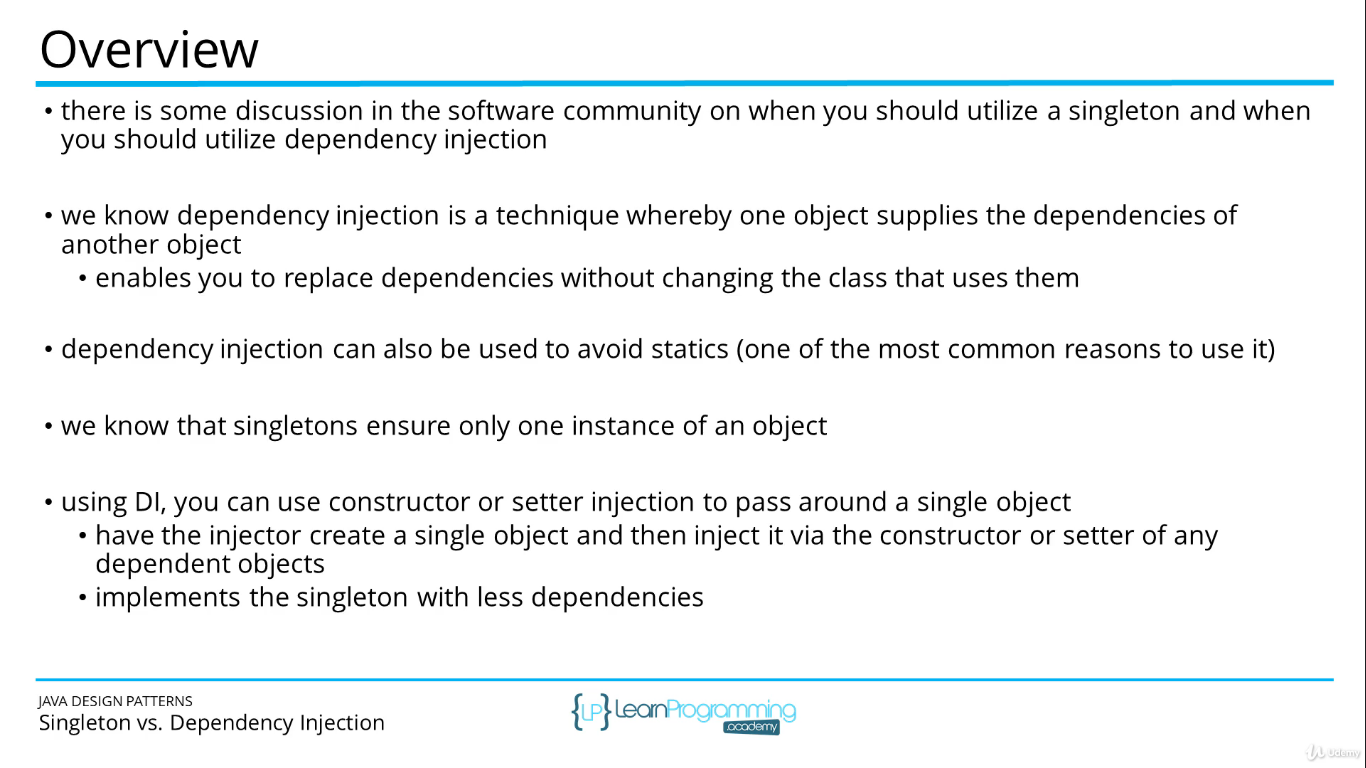 Overview
• there is some discussion in the software community on when you should utilize a singleton and when
you should utilize dependency injection
• we know dependency injection is a technique whereby one object supplies the dependencies of
another object
• enables you to replace dependencies without changing the class that uses them
• dependency injection can also be used to avoid statics (one of the most common reasons to use it)
• we know that singletons ensure only one instance of an object
• using DI, you can use constructor or setter injection to pass around a single object
• have the injector create a single object and then inject it via the constructor or setter of any
dependent objects
• implements the singleton with less dependencies
JAVA DESIGN PATTERNS
Singleton vs. Dependency Injection
{LP} LearnProgramming
.academy
Udemy